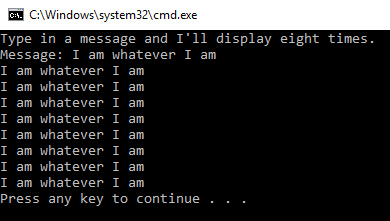 C:\Windows\system32\cmd.exe
Type in a message and I'll display eight times.
Message: I am whatever I am
I am whatever I am
I am whatever I am
I am whatever I am
I am whatever I am
I am whatever I am
I am whatever I am
I am whatever I am
I am whatever I am
Press any key to continue . . .